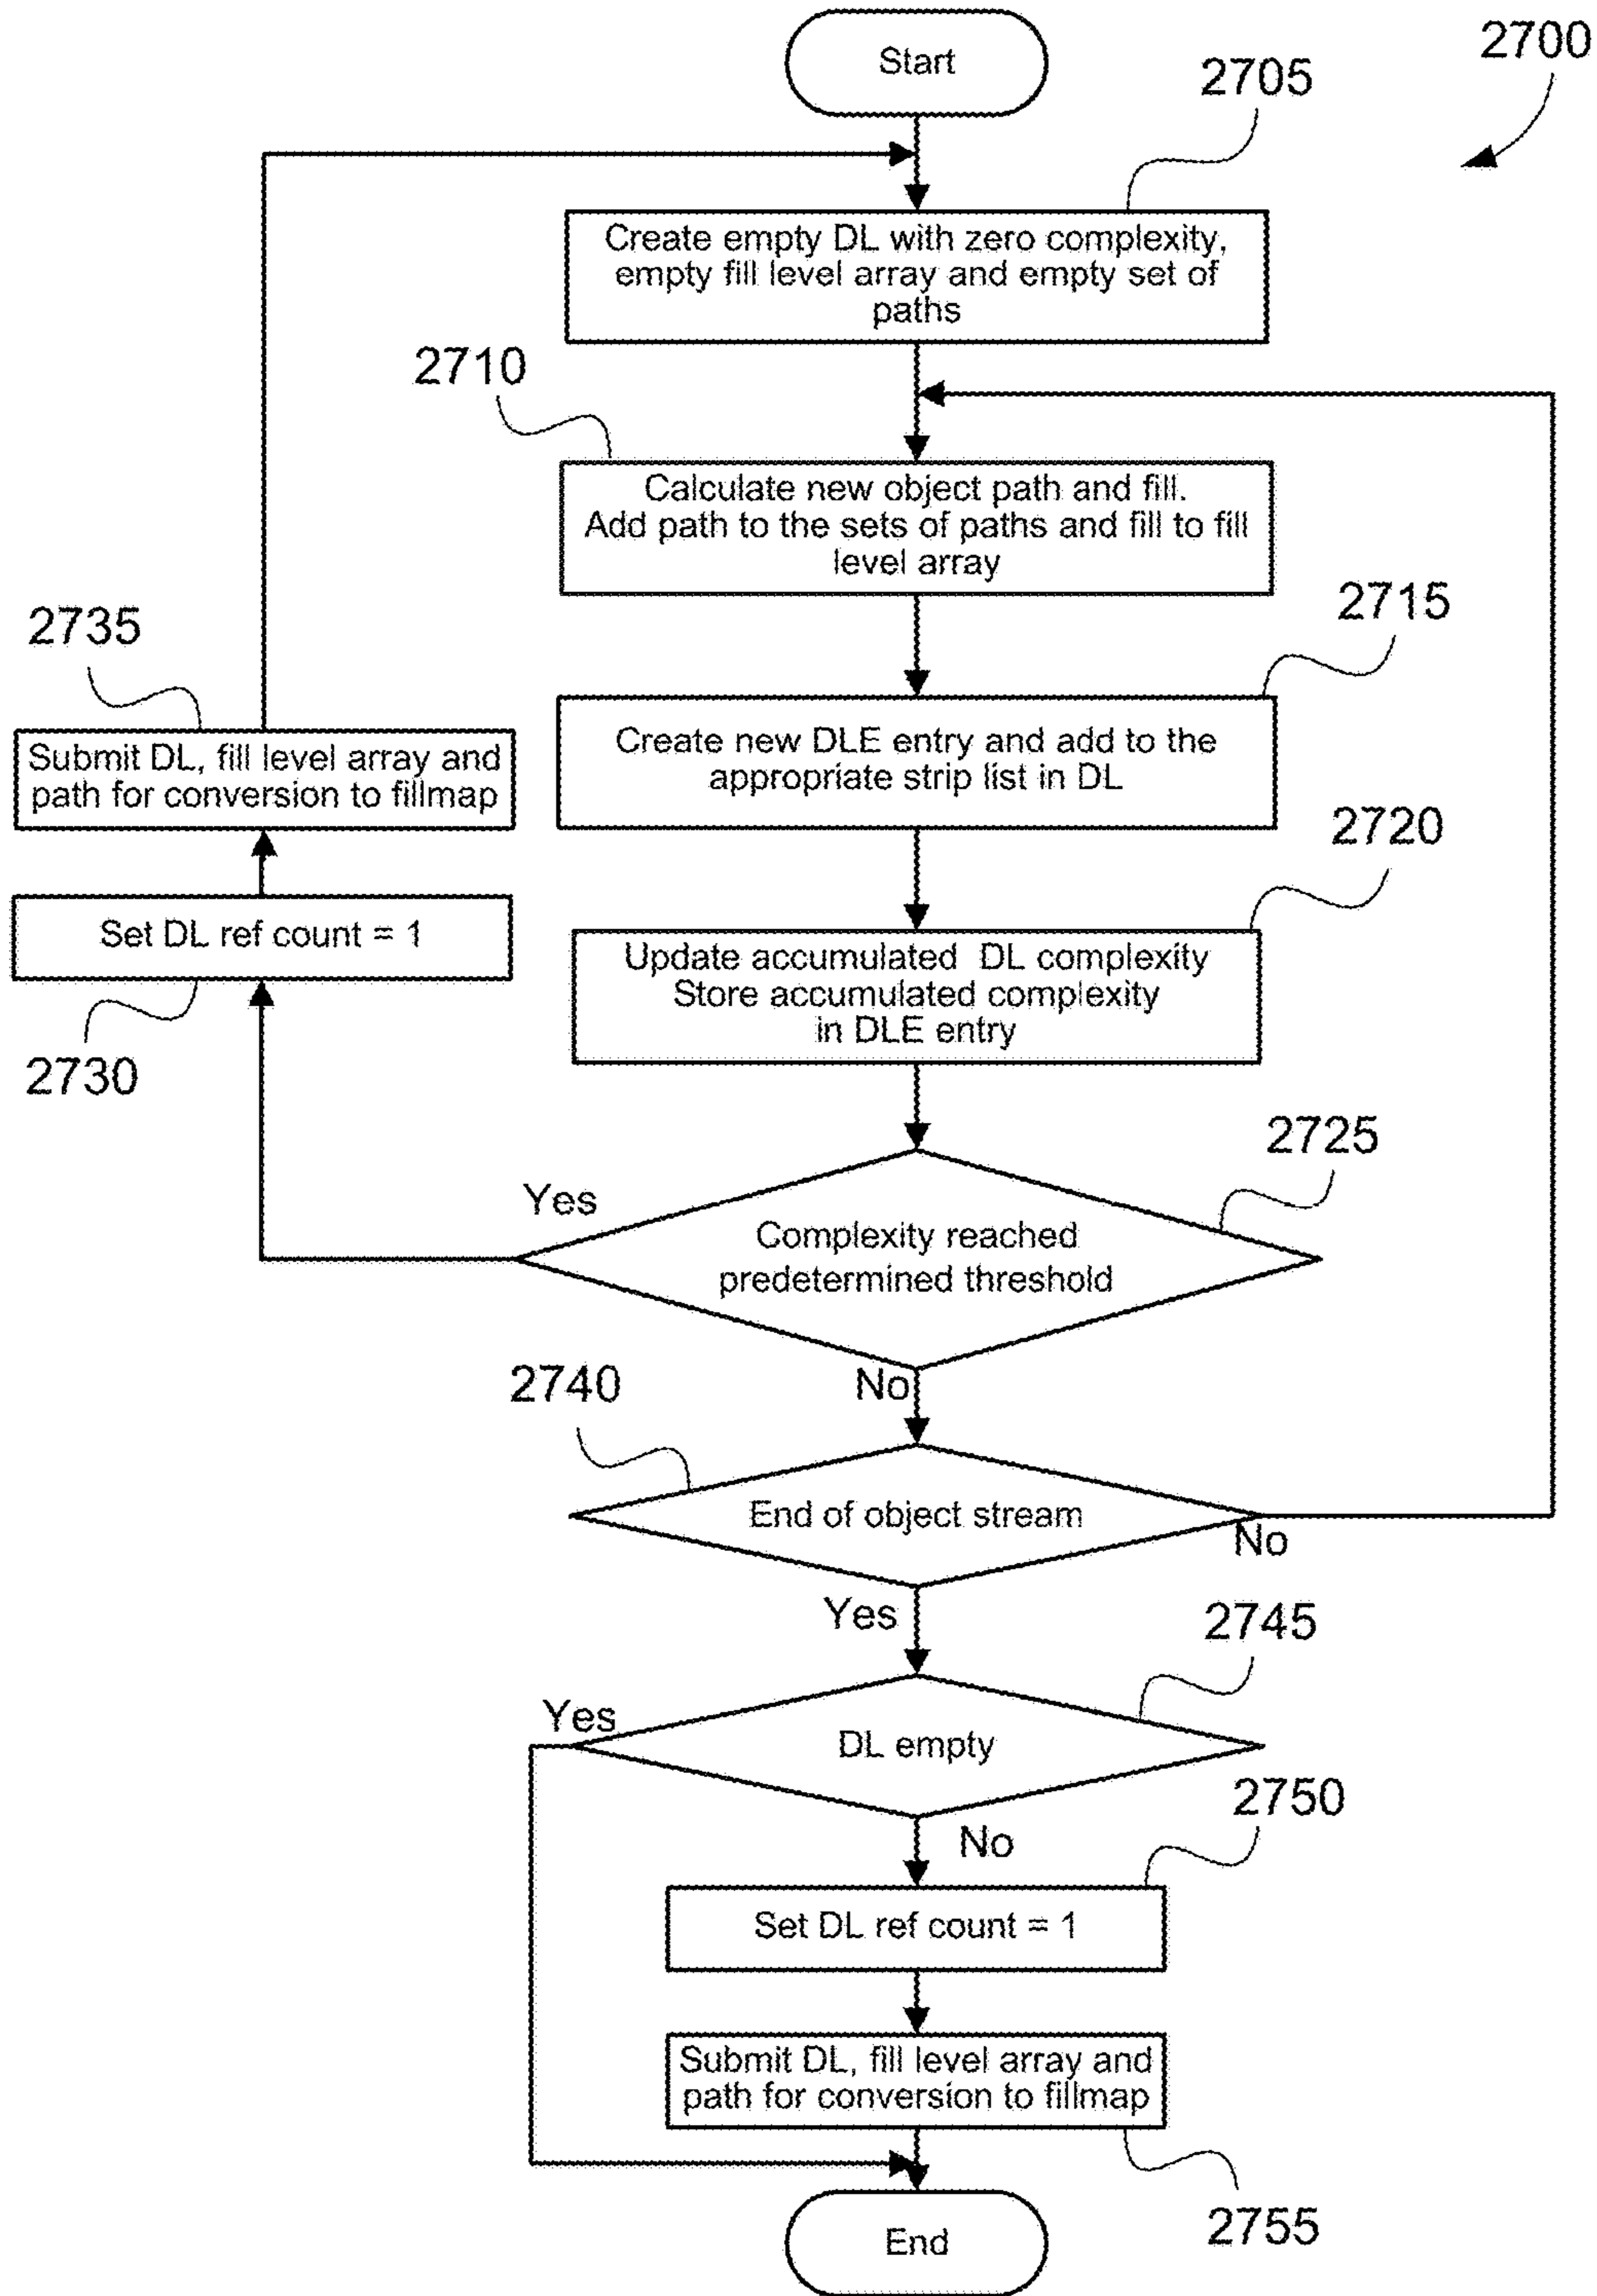 Start
2700
2705
Create empty DL with zero complexity,
empty fill level array and empty set of
paths
2710
Calculate new object path and fill.
Add path to the sets of paths and fill to fill
level array
2715
2735
Submit DL, fill level array and
path for conversion to fillmap
Create new DLE entry and add to the
appropriate strip list in DL
2720
Set DL ref count = 1
2730
Update accumulated DL complexity
Store accumulated complexity
in DLE entry
2725
Yes
Complexity reached
predetermined threshold
No
2740
End of object stream
No
Yes
2745
Yes
DL empty
2750
No
Set DL ref count = 1
Submit DL, fill level array and
path for conversion to fillmap
2755
End